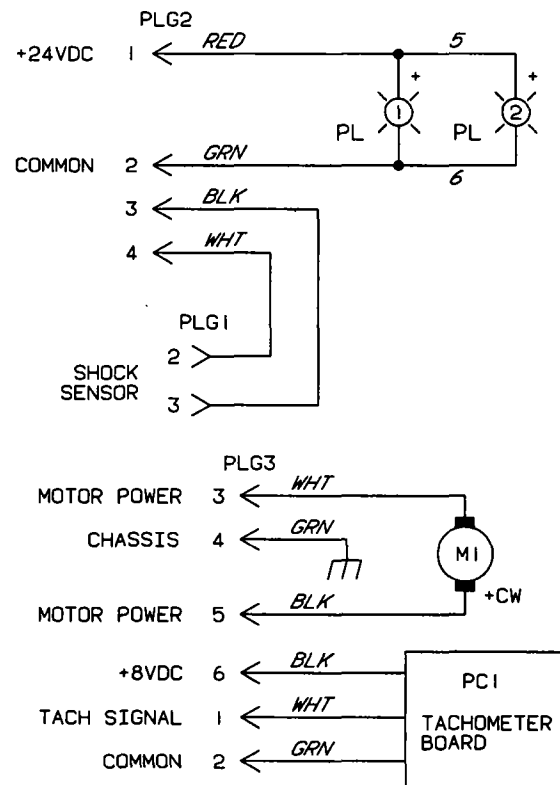 PLG2
+24VDC 1 RED 5
+ +
1 2
PL PL
COMMON 2 GRN 6
3 BLK
4 WHT
PLG1
2
SHOCK
SENSOR
3
PLG3
MOTOR POWER 3 WHT
CHASSIS 4 GRN
M1
MOTOR POWER 5 BLK +CW
+8VDC 6 BLK
PC1
TACH SIGNAL 1 WHT
TACHOMETER
BOARD
COMMON 2 GRN